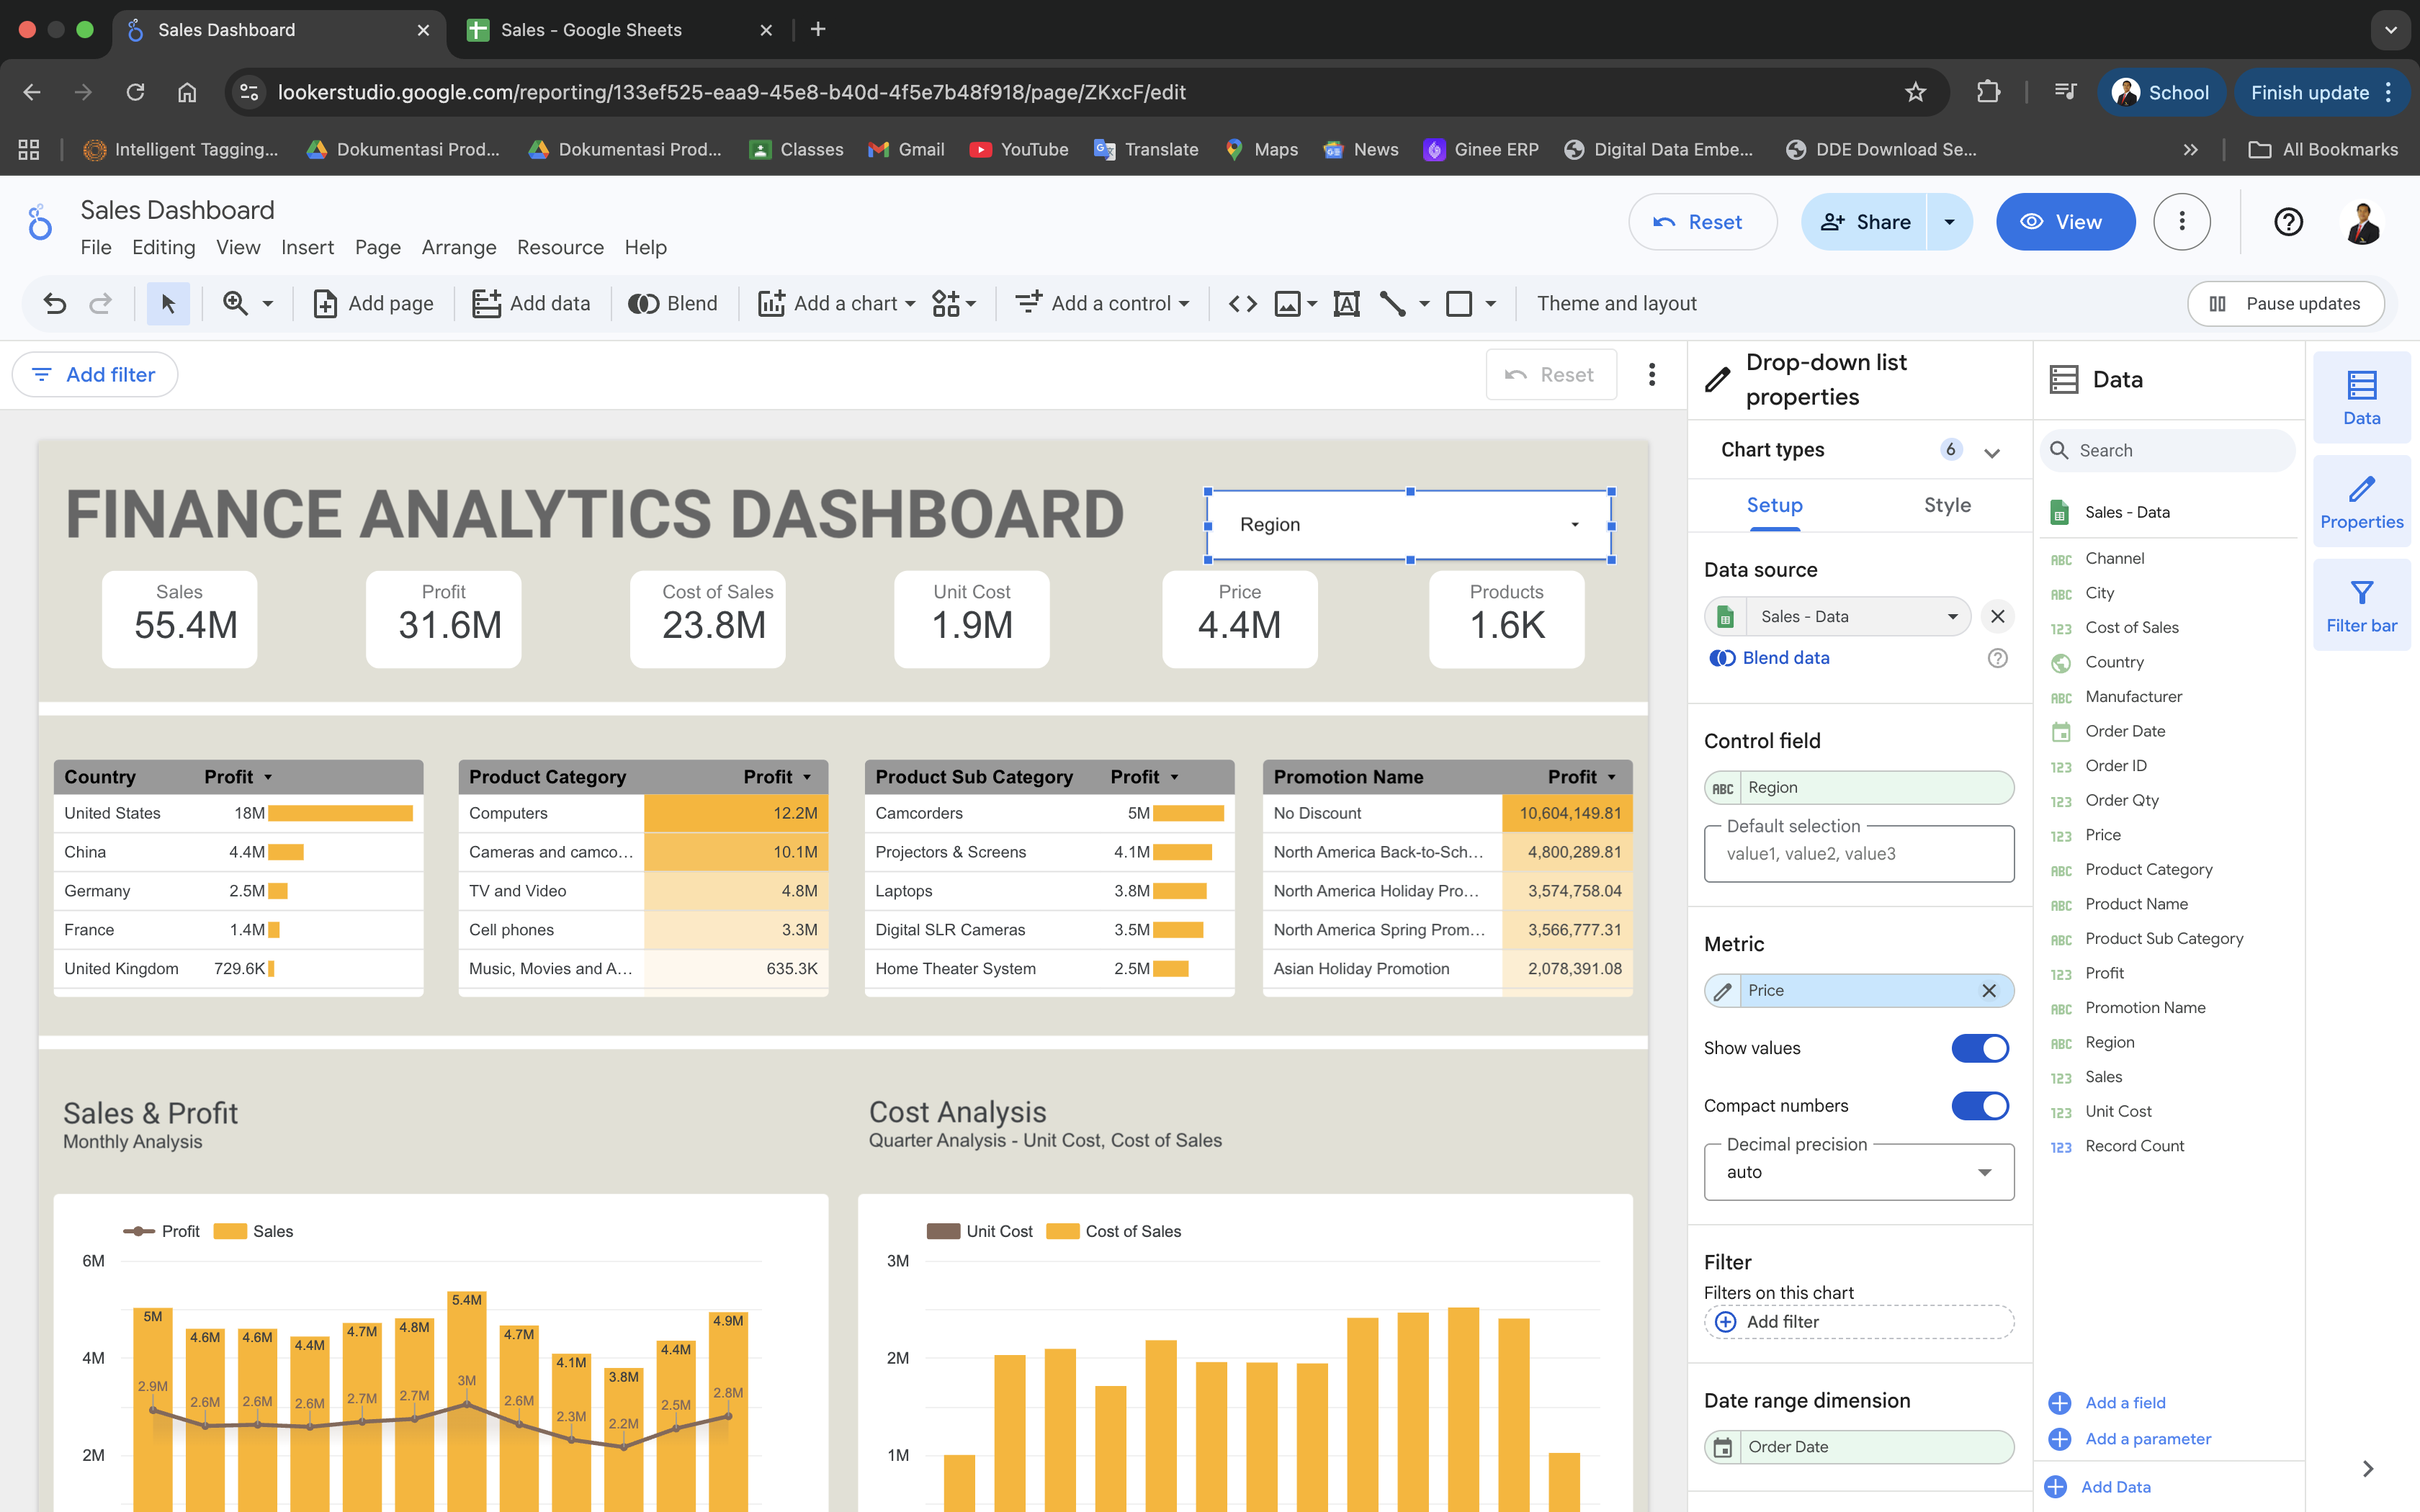 Sales Dashboard
Sales - Google Sheets
lookerstudio.google.com/reporting/133ef525-eaa9-45e8-b40d-4f5e7b48f918/page/ZKxcF/edit
School
Finish update
Intelligent Tagging...
Dokumentasi Prod...
Dokumentasi Prod...
Classes
Gmail
YouTube
Translate
Maps
News
Ginee ERP
Digital Data Embe...
DDE Download Se...
All Bookmarks
Sales Dashboard
File Editing View Insert Page Arrange Resource Help
Reset
Share
View
Add page
Add data
Blend
Add a chart
Add a control
Theme and layout
Pause updates
Add filter
Reset
FINANCE ANALYTICS DASHBOARD
Region
Sales
55.4M
Profit
31.6M
Cost of Sales
23.8M
Unit Cost
1.9M
Price
4.4M
Products
1.6K
Country Profit
United States 18M
China 4.4M
Germany 2.5M
France 1.4M
United Kingdom 729.6K
Product Category Profit
Computers 12.2M
Cameras and camco... 10.1M
TV and Video 4.8M
Cell phones 3.3M
Music, Movies and A... 635.3K
Product Sub Category Profit
Camcorders 5M
Projectors & Screens 4.1M
Laptops 3.8M
Digital SLR Cameras 3.5M
Home Theater System 2.5M
Promotion Name Profit
No Discount 10,604,149.81
North America Back-to-Sch... 4,800,289.81
North America Holiday Pro... 3,574,758.04
North America Spring Prom... 3,566,777.31
Asian Holiday Promotion 2,078,391.08
Sales & Profit
Monthly Analysis
Profit Sales
6M
4M
2M
5M 4.6M 4.6M 4.4M 4.7M 4.8M 5.4M 4.7M 4.1M 3.8M 4.4M 4.9M
2.9M 2.6M 2.6M 2.6M 2.7M 2.7M 3M 2.6M 2.3M 2.2M 2.5M 2.8M
Cost Analysis
Quarter Analysis - Unit Cost, Cost of Sales
Unit Cost Cost of Sales
3M
2M
1M
Drop-down list
properties
Chart types 6
Setup Style
Data source
Sales - Data
Blend data
Control field
ABC Region
Default selection
value1, value2, value3
Metric
Price
Show values
Compact numbers
Decimal precision
auto
Filter
Filters on this chart
Add filter
Date range dimension
Order Date
Data
Search
Sales - Data
ABC Channel
ABC City
123 Cost of Sales
Country
ABC Manufacturer
Order Date
123 Order ID
123 Order Qty
123 Price
ABC Product Category
ABC Product Name
ABC Product Sub Category
123 Profit
ABC Promotion Name
ABC Region
123 Sales
123 Unit Cost
123 Record Count
Add a field
Add a parameter
Add Data
Data
Properties
Filter bar